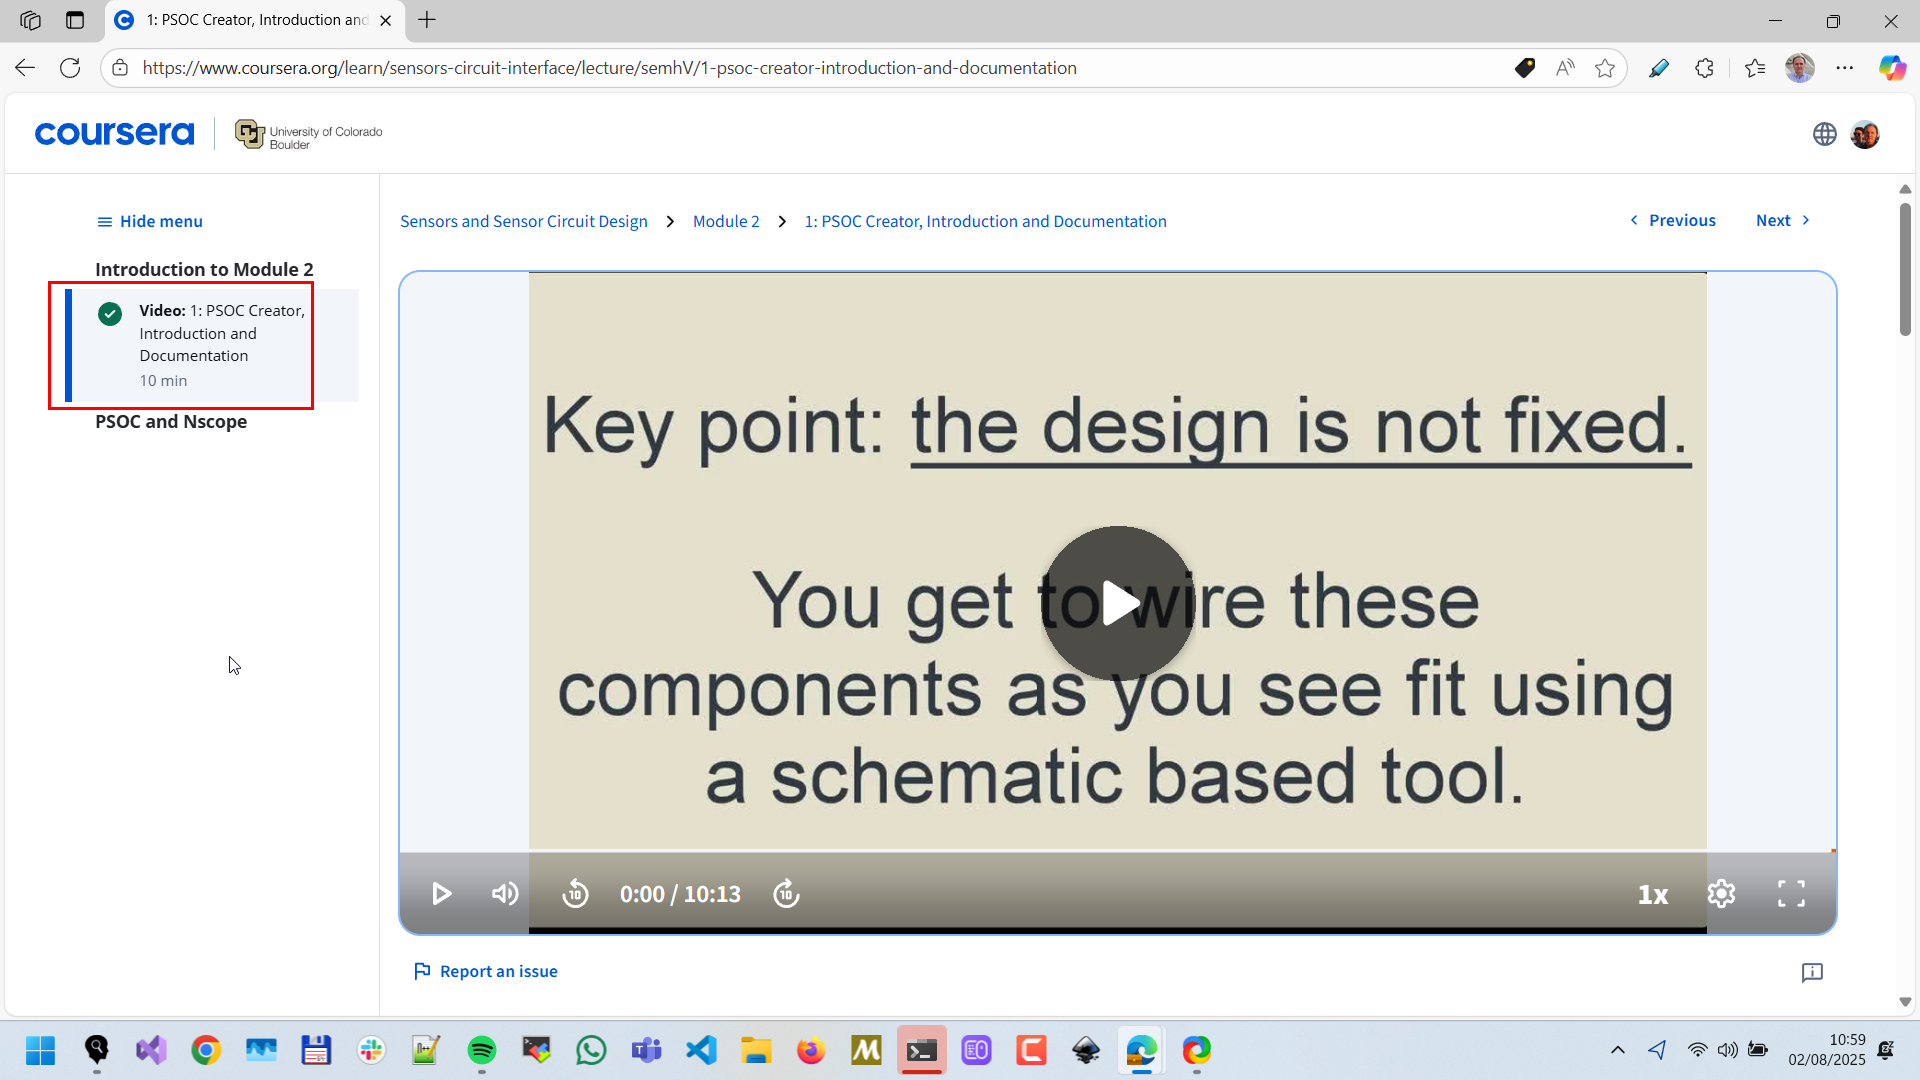 1: PSOC Creator, Introduction and
https://www.coursera.org/learn/sensors-circuit-interface/lecture/semhV/1-psoc-creator-introduction-and-documentation
coursera
University of Colorado
Boulder
Hide menu
Sensors and Sensor Circuit Design
Module 2
1: PSOC Creator, Introduction and Documentation
Previous
Next
Introduction to Module 2
Video: 1: PSOC Creator,
Introduction and
Documentation
10 min
PSOC and Nscope
Key point: the design is not fixed.
You get to wire these
components as you see fit using
a schematic based tool.
10
0:00 / 10:13
10
1x
Report an issue
10:59
02/08/2025